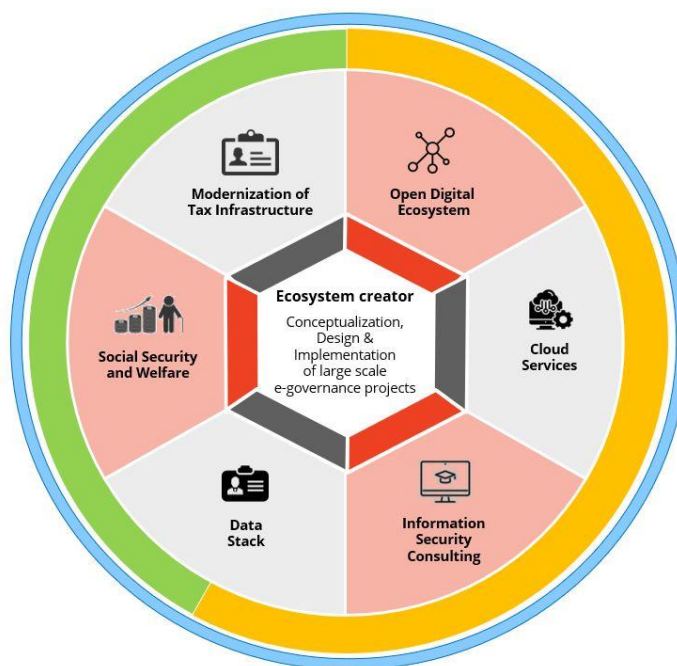 Modernization of
Tax Infrastructure
Open Digital
Ecosystem
Ecosystem creator
Conceptualization,
Design &
Implementation
of large scale
e-governance projects
Social Security
and Welfare
Cloud
Services
Data
Stack
Information
Security
Consulting